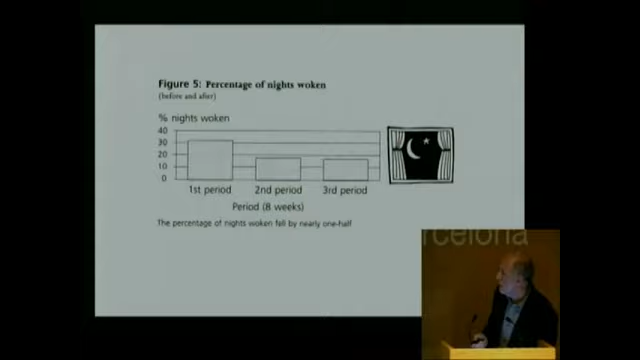 Figure 5: Percentage of nights woken
(before and after)
% nights woken
40
30
20
10
0
1st period 2nd period 3rd period
Period (8 weeks)
The percentage of nights woken fell by nearly one-half
rcelona